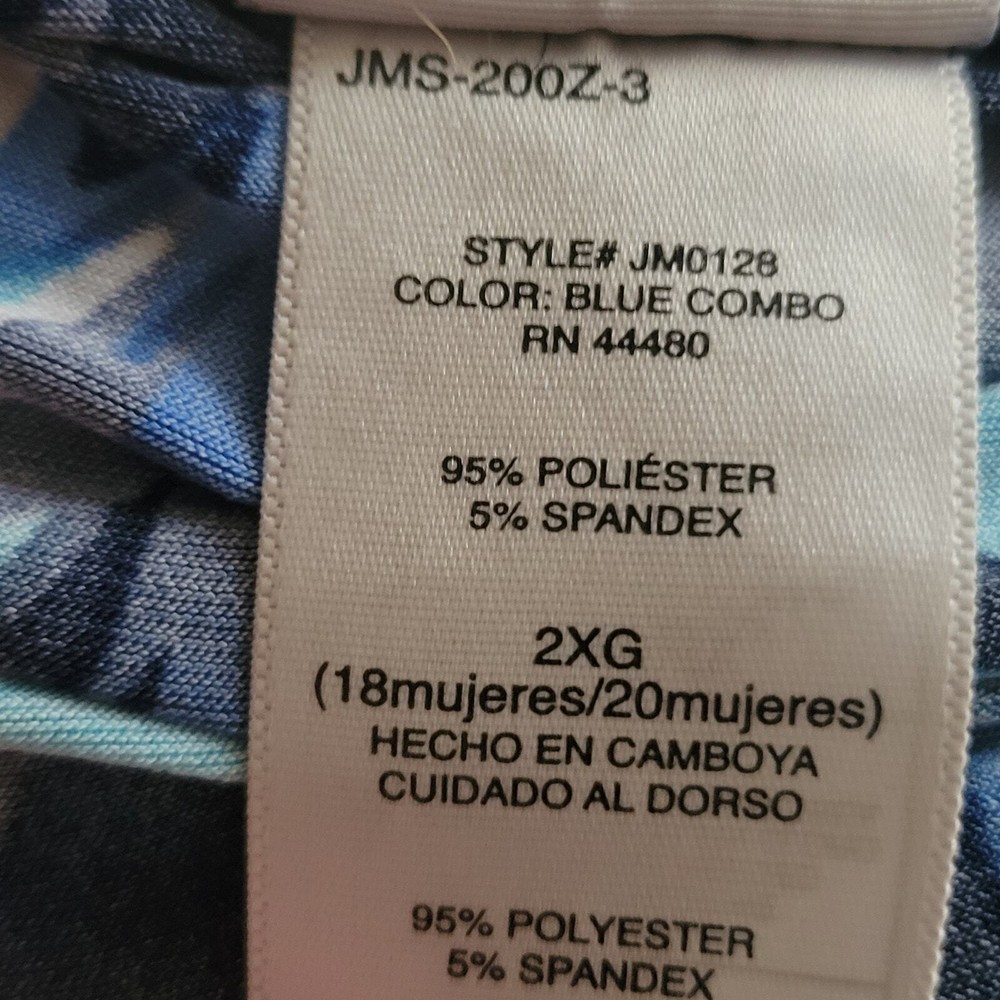 JMS-200Z-3
STYLE# JM0128
COLOR: BLUE COMBO
RN 44480
95% POLIÉSTER
5% SPANDEX
2XG
(18mujeres/20mujeres)
HECHO EN CAMBOYA
CUIDADO AL DORSO
95% POLYESTER
5% SPANDEX